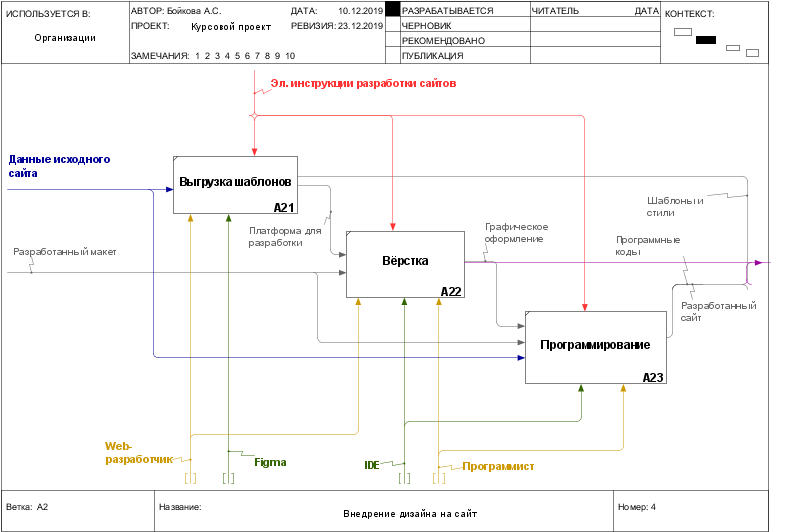 ИСПОЛЬЗУЕТСЯ В:
Организации
АВТОР: Бойкова А.С.
ДАТА: 10.12.2019
ПРОЕКТ: Курсовой проект
РЕВИЗИЯ: 23.12.2019
ЗАМЕЧАНИЯ: 1 2 3 4 5 6 7 8 9 10
РАЗРАБАТЫВАЕТСЯ
ЧЕРНОВИК
РЕКОМЕНДОВАНО
ПУБЛИКАЦИЯ
ЧИТАТЕЛЬ ДАТА
КОНТЕКСТ:
Эл. инструкции разработки сайтов
Данные исходного
сайта
Выгрузка шаблонов
A21
Шаблоны и
стили
Платформа для
разработки
Графическое
оформление
Программные
коды
Разработанный макет
Вёрстка
A22
Разработанный
сайт
Программирование
A23
Web-
разработчик
Figma
IDE
Программист
Ветка: A2
Название:
Внедрение дизайна на сайт
Номер: 4